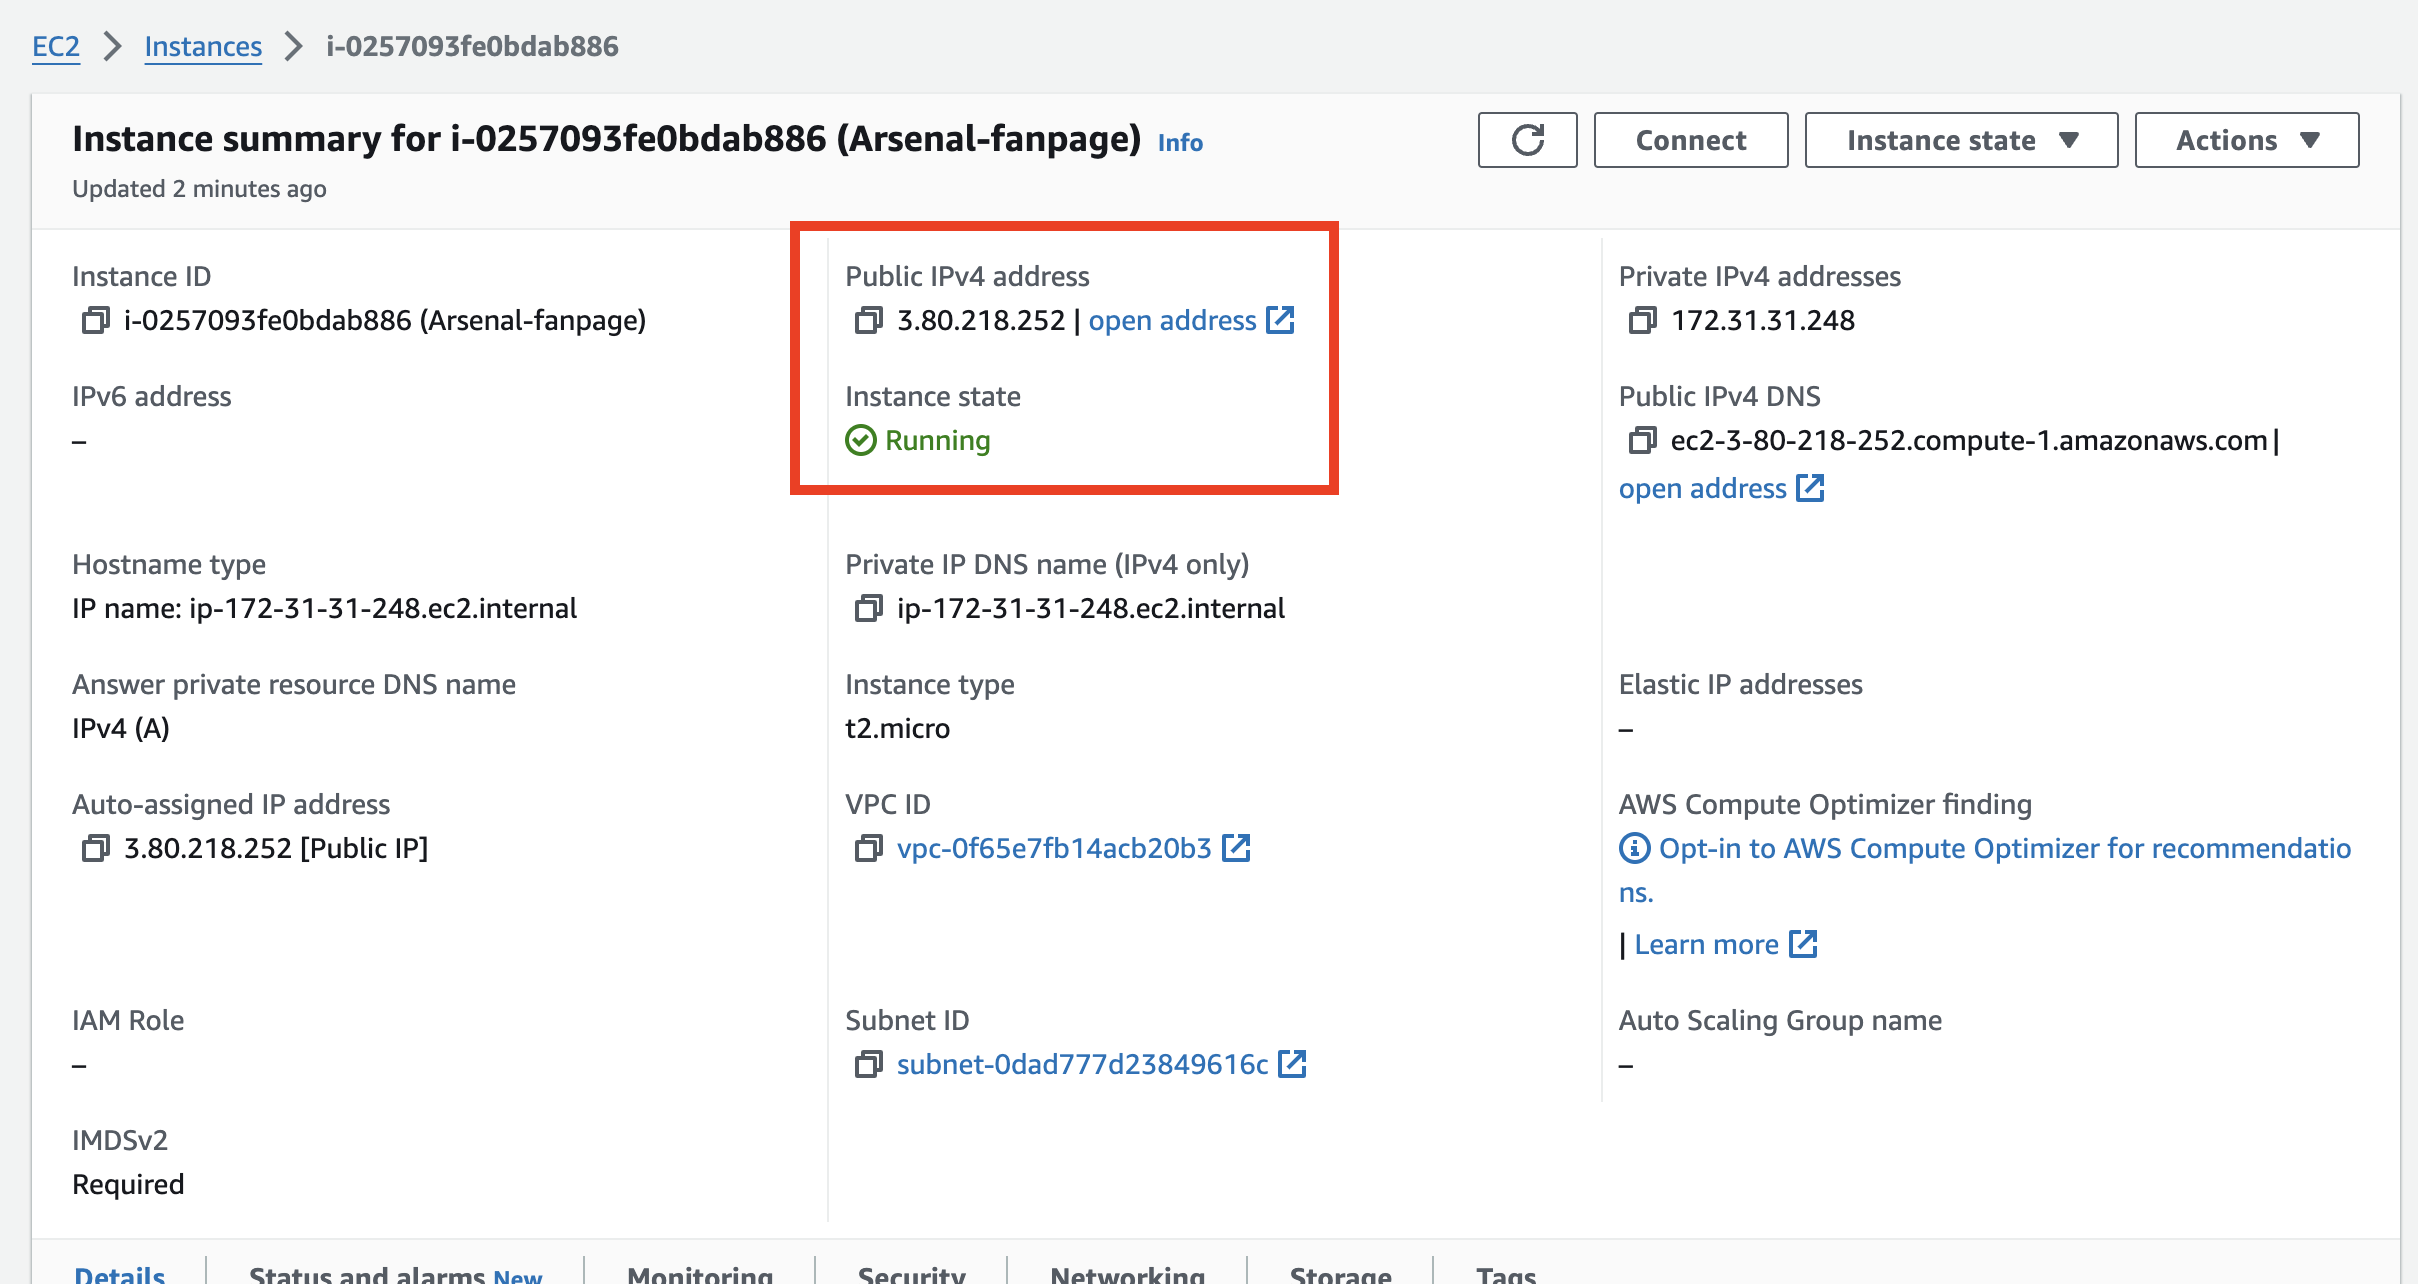 EC2 > Instances > i-0257093fe0bdab886
Instance summary for i-0257093fe0bdab886 (Arsenal-fanpage) Info
Updated 2 minutes ago
Connect
Instance state
Actions
Instance ID
i-0257093fe0bdab886 (Arsenal-fanpage)
Public IPv4 address
3.80.218.252 | open address
Private IPv4 addresses
172.31.31.248
IPv6 address
–
Instance state
Running
Public IPv4 DNS
ec2-3-80-218-252.compute-1.amazonaws.com |
open address
Hostname type
IP name: ip-172-31-31-248.ec2.internal
Private IP DNS name (IPv4 only)
ip-172-31-31-248.ec2.internal
Answer private resource DNS name
IPv4 (A)
Instance type
t2.micro
Elastic IP addresses
–
Auto-assigned IP address
3.80.218.252 [Public IP]
VPC ID
vpc-0f65e7fb14acb20b3
AWS Compute Optimizer finding
Opt-in to AWS Compute Optimizer for recommendatio
ns.
| Learn more
IAM Role
–
Subnet ID
subnet-0dad777d23849616c
Auto Scaling Group name
–
IMDSv2
Required
Details
Status and alarms New
Monitoring
Security
Networking
Storage
Tags